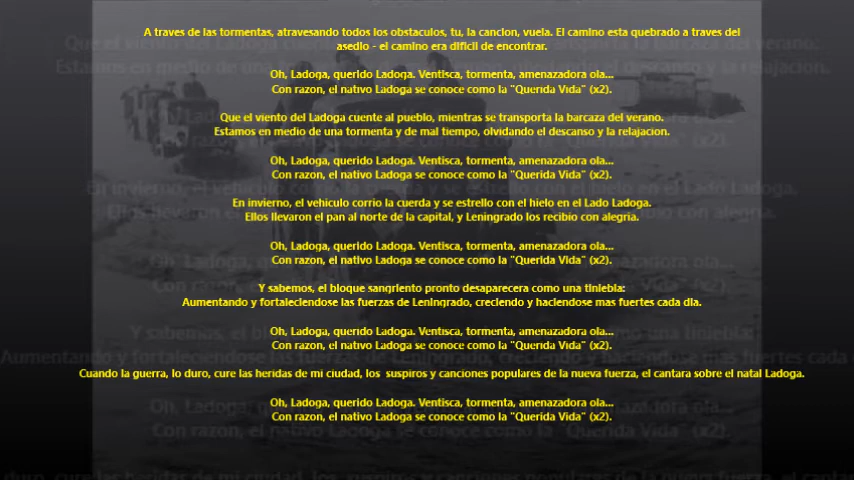 A traves de las tormentas, atravesando todos los obstaculos, tu, la cancion, vuela. El camino esta quebrado a traves del
asedio - el camino era dificil de encontrar.
Oh, Ladoga, querido Ladoga. Ventisca, tormenta, amenazadora ola...
Con razon, el nativo Ladoga se conoce como la "Querida Vida" (x2).
Que el viento del Ladoga cuente al pueblo, mientras se transporta la barcaza del verano.
Estamos en medio de una tormenta y de mal tiempo, olvidando el descanso y la relajacion.
Oh, Ladoga, querido Ladoga. Ventisca, tormenta, amenazadora ola...
Con razon, el nativo Ladoga se conoce como la "Querida Vida" (x2).
En invierno, el vehiculo corrio la cuerda y se estrello con el hielo en el Lado Ladoga.
Ellos llevaron el pan al norte de la capital, y Leningrado los recibio con alegria.
Oh, Ladoga, querido Ladoga. Ventisca, tormenta, amenazadora ola...
Con razon, el nativo Ladoga se conoce como la "Querida Vida" (x2).
Y sabemos, el bloque sangriento pronto desaparecera como una tiniebla:
Aumentando y fortaleciendose las fuerzas de Leningrado, creciendo y haciendose mas fuertes cada dia.
Oh, Ladoga, querido Ladoga. Ventisca, tormenta, amenazadora ola...
Con razon, el nativo Ladoga se conoce como la "Querida Vida" (x2).
Cuando la guerra, lo duro, cure las heridas de mi ciudad, los suspiros y canciones populares de la nueva fuerza, el cantara sobre el natal Ladoga.
Oh, Ladoga, querido Ladoga. Ventisca, tormenta, amenazadora ola...
Con razon, el nativo Ladoga se conoce como la "Querida Vida" (x2).